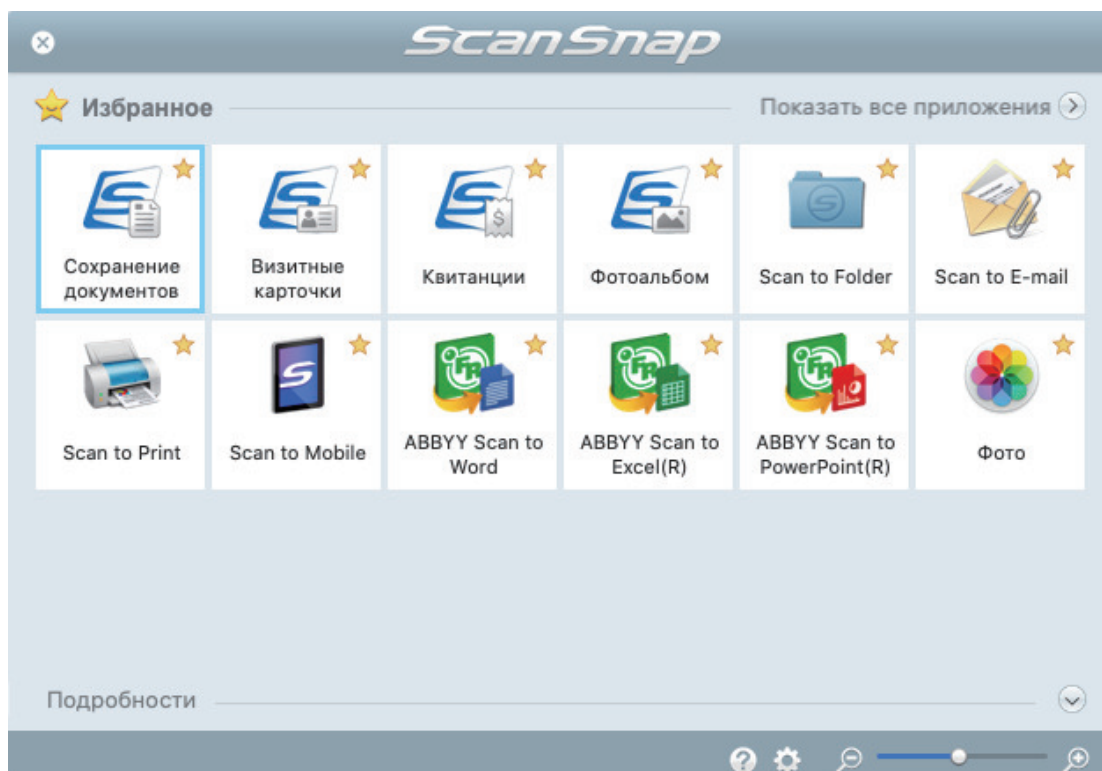 ScanSnap
Избранное
Показать все приложения
Сохранение
документов
Визитные
карточки
Квитанции
Фотоальбом
Scan to Folder
Scan to E-mail
Scan to Print
Scan to Mobile
ABBYY Scan to
Word
ABBYY Scan to
Excel(R)
ABBYY Scan to
PowerPoint(R)
Фото
Подробности